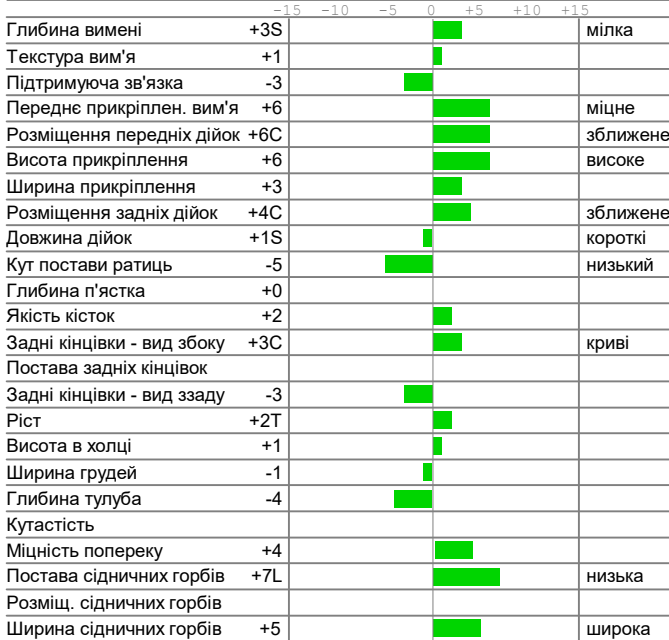 -15 -10 -5 0 +5 +10 +15
Глибина вимені +3S мілка
Текстура вим'я +1
Підтримуюча зв'язка -3
Переднє прикріплен. вим'я +6 міцне
Розміщення передніх дійок +6C зближене
Висота прикріплення +6 високе
Ширина прикріплення +3
Розміщення задніх дійок +4C зближене
Довжина дійок +1S короткі
Кут постави ратиць -5 низький
Глибина п'ястка +0
Якість кісток +2
Задні кінцівки - вид збоку +3C криві
Постава задніх кінцівок
Задні кінцівки - вид ззаду -3
Ріст +2T
Висота в холці +1
Ширина грудей -1
Глибина тулуба -4
Кутастість
Міцність попереку +4
Постава сідничних горбів +7L низька
Розміщ. сідничних горбів
Ширина сідничних горбів +5 широка